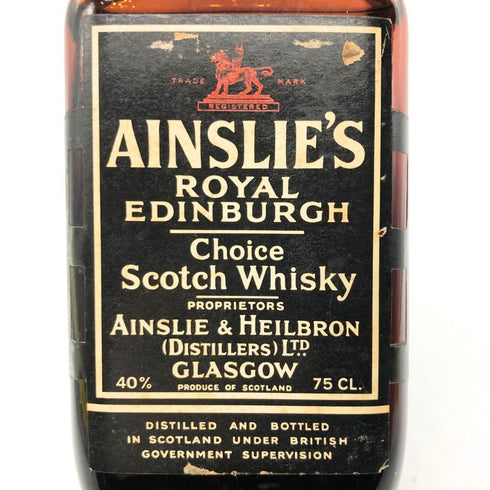 TRADE MARK
REGISTERED
AINSLIE'S
ROYAL
EDINBURGH
Choice
Scotch Whisky
PROPRIETORS
AINSLIE & HEILBRON
(DISTILLERS) LTD.
GLASGOW
40% PRODUCE OF SCOTLAND 75 CL.
DISTILLED AND BOTTLED
IN SCOTLAND UNDER BRITISH
GOVERNMENT SUPERVISION